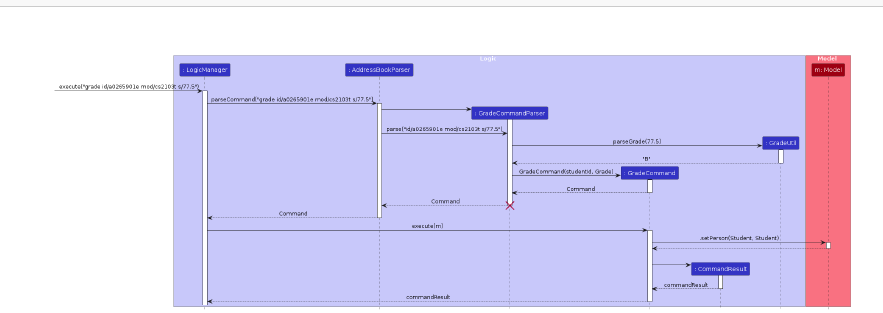 Logic
Model
: LogicManager
: AddressBookParser
m: Model
execute("grade id/a0265901e mod/cs2103t s/77.5")
parseCommand("grade id/a0265901e mod/cs2103t s/77.5")
: GradeCommandParser
parse("id/a0265901e mod/cs2103t s/77.5")
parseGrade(77.5)
: GradeUtil
"B"
GradeCommand(studentId, Grade)
: GradeCommand
Command
Command
Command
execute(m)
.setPerson(Student, Student)
: CommandResult
commandResult
commandResult